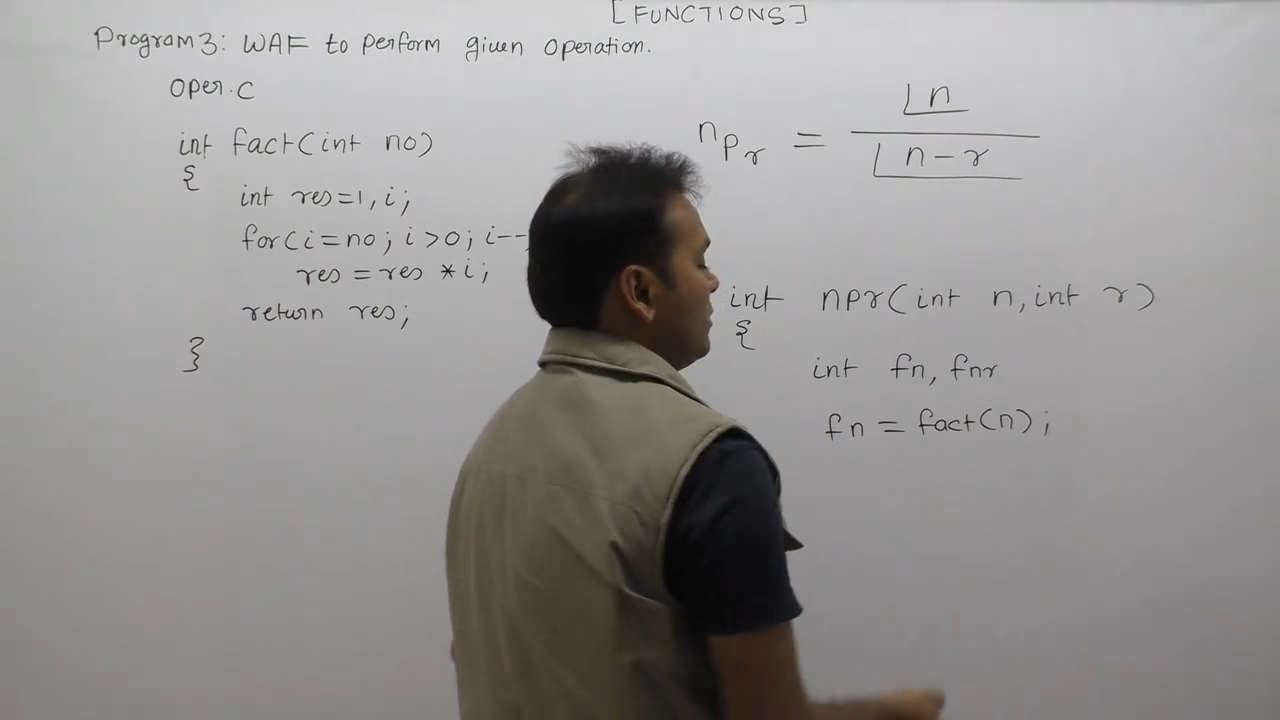 [FUNCTIONS]
Program3: WAF to perform given operation.
oper.c
int fact(int no)
{
int res=1, i;
for(i=no; i>0; i--
res = res * i;
return res;
}
nPr = ⌊n
⌊n-r
int npr(int n, int r)
{
int fn, fnr
fn = fact(n);